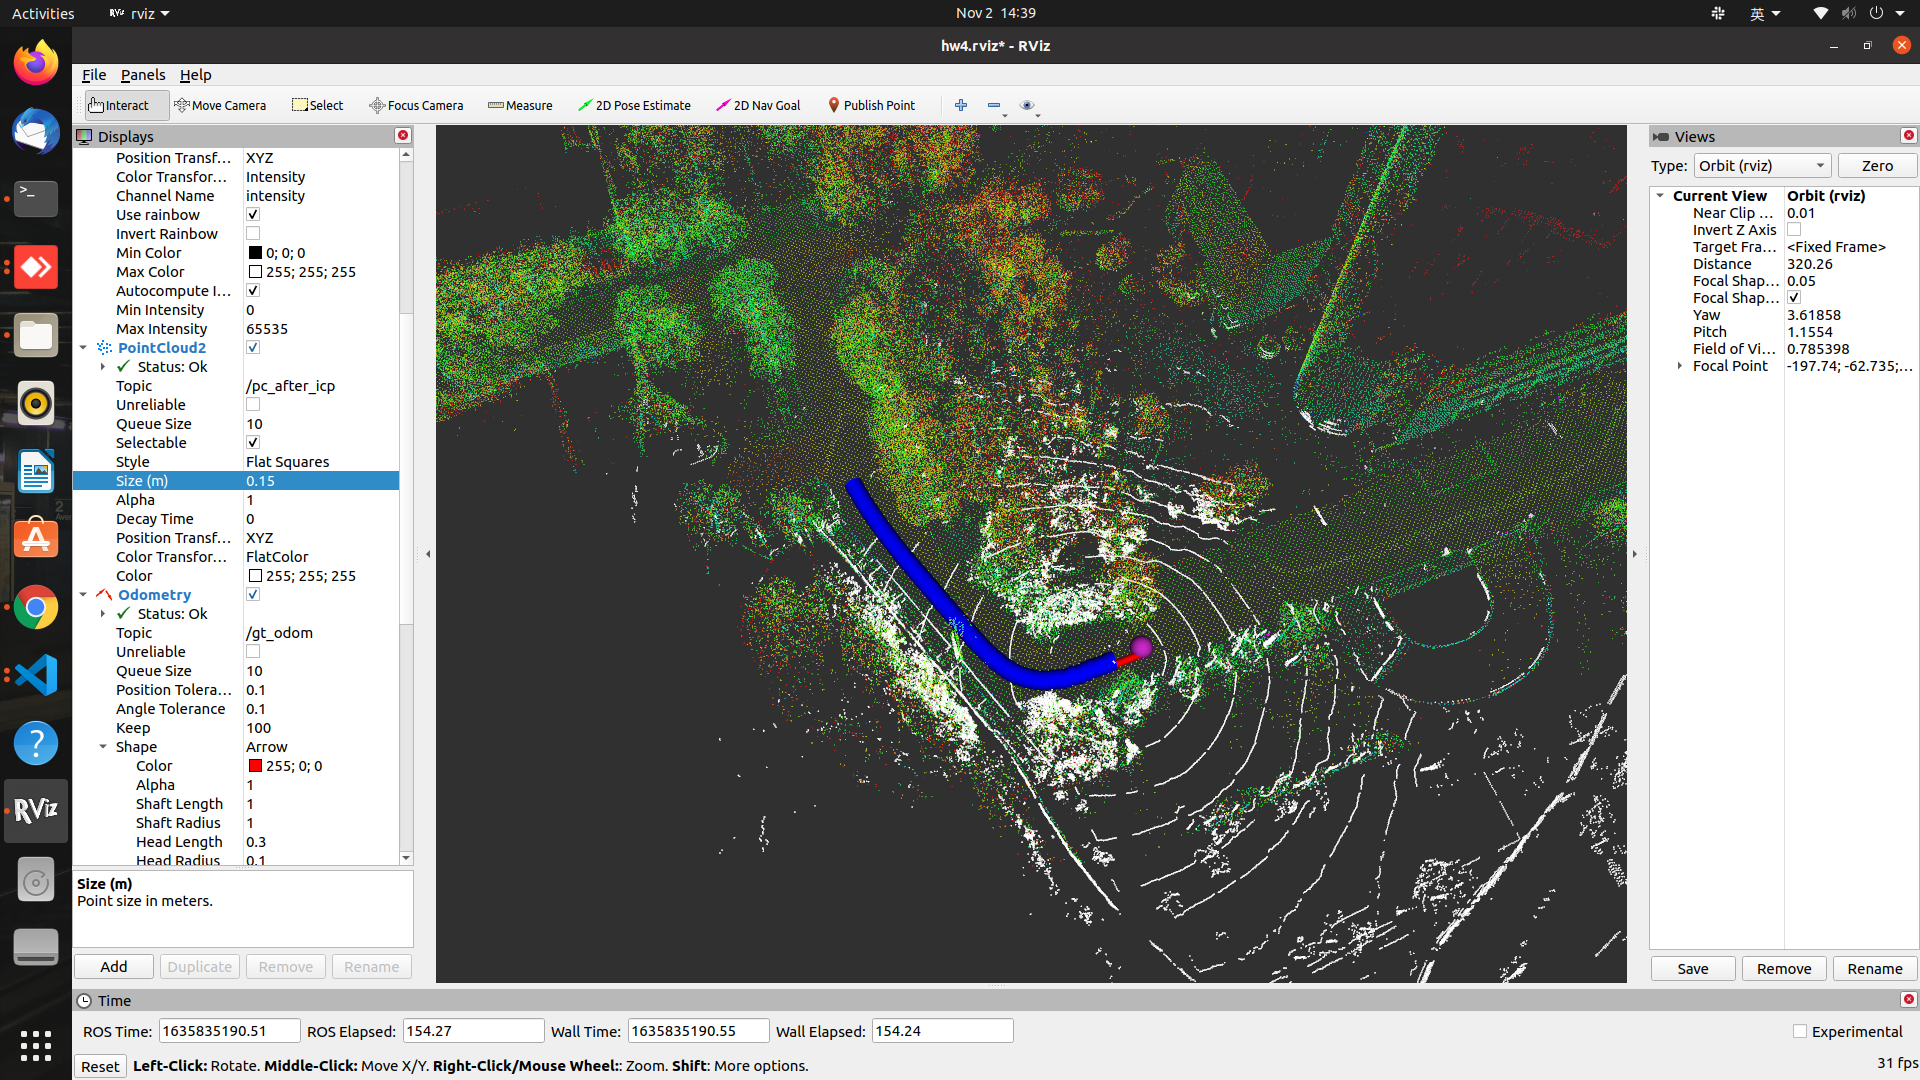 Activities
RViz rviz
Nov 2 14:39
英
hw4.rviz* - RViz
File Panels Help
Interact Move Camera Select Focus Camera Measure 2D Pose Estimate 2D Nav Goal Publish Point
Displays
Position Transf... XYZ
Color Transfor... Intensity
Channel Name intensity
Use rainbow
Invert Rainbow
Min Color 0; 0; 0
Max Color 255; 255; 255
Autocompute I...
Min Intensity 0
Max Intensity 65535
PointCloud2
Status: Ok
Topic /pc_after_icp
Unreliable
Queue Size 10
Selectable
Style Flat Squares
Size (m) 0.15
Alpha 1
Decay Time 0
Position Transf... XYZ
Color Transfor... FlatColor
Color 255; 255; 255
Odometry
Status: Ok
Topic /gt_odom
Unreliable
Queue Size 10
Position Tolera... 0.1
Angle Tolerance 0.1
Keep 100
Shape Arrow
Color 255; 0; 0
Alpha 1
Shaft Length 1
Shaft Radius 1
Head Length 0.3
Head Radius 0.1
Size (m)
Point size in meters.
Add Duplicate Remove Rename
Views
Type: Orbit (rviz) Zero
Current View Orbit (rviz)
Near Clip ... 0.01
Invert Z Axis
Target Fra... <Fixed Frame>
Distance 320.26
Focal Shap... 0.05
Focal Shap...
Yaw 3.61858
Pitch 1.1554
Field of Vi... 0.785398
Focal Point -197.74; -62.735;...
Save Remove Rename
RViz
Time
ROS Time: 1635835190.51 ROS Elapsed: 154.27 Wall Time: 1635835190.55 Wall Elapsed: 154.24 Experimental
Reset Left-Click: Rotate. Middle-Click: Move X/Y. Right-Click/Mouse Wheel:: Zoom. Shift: More options. 31 fps